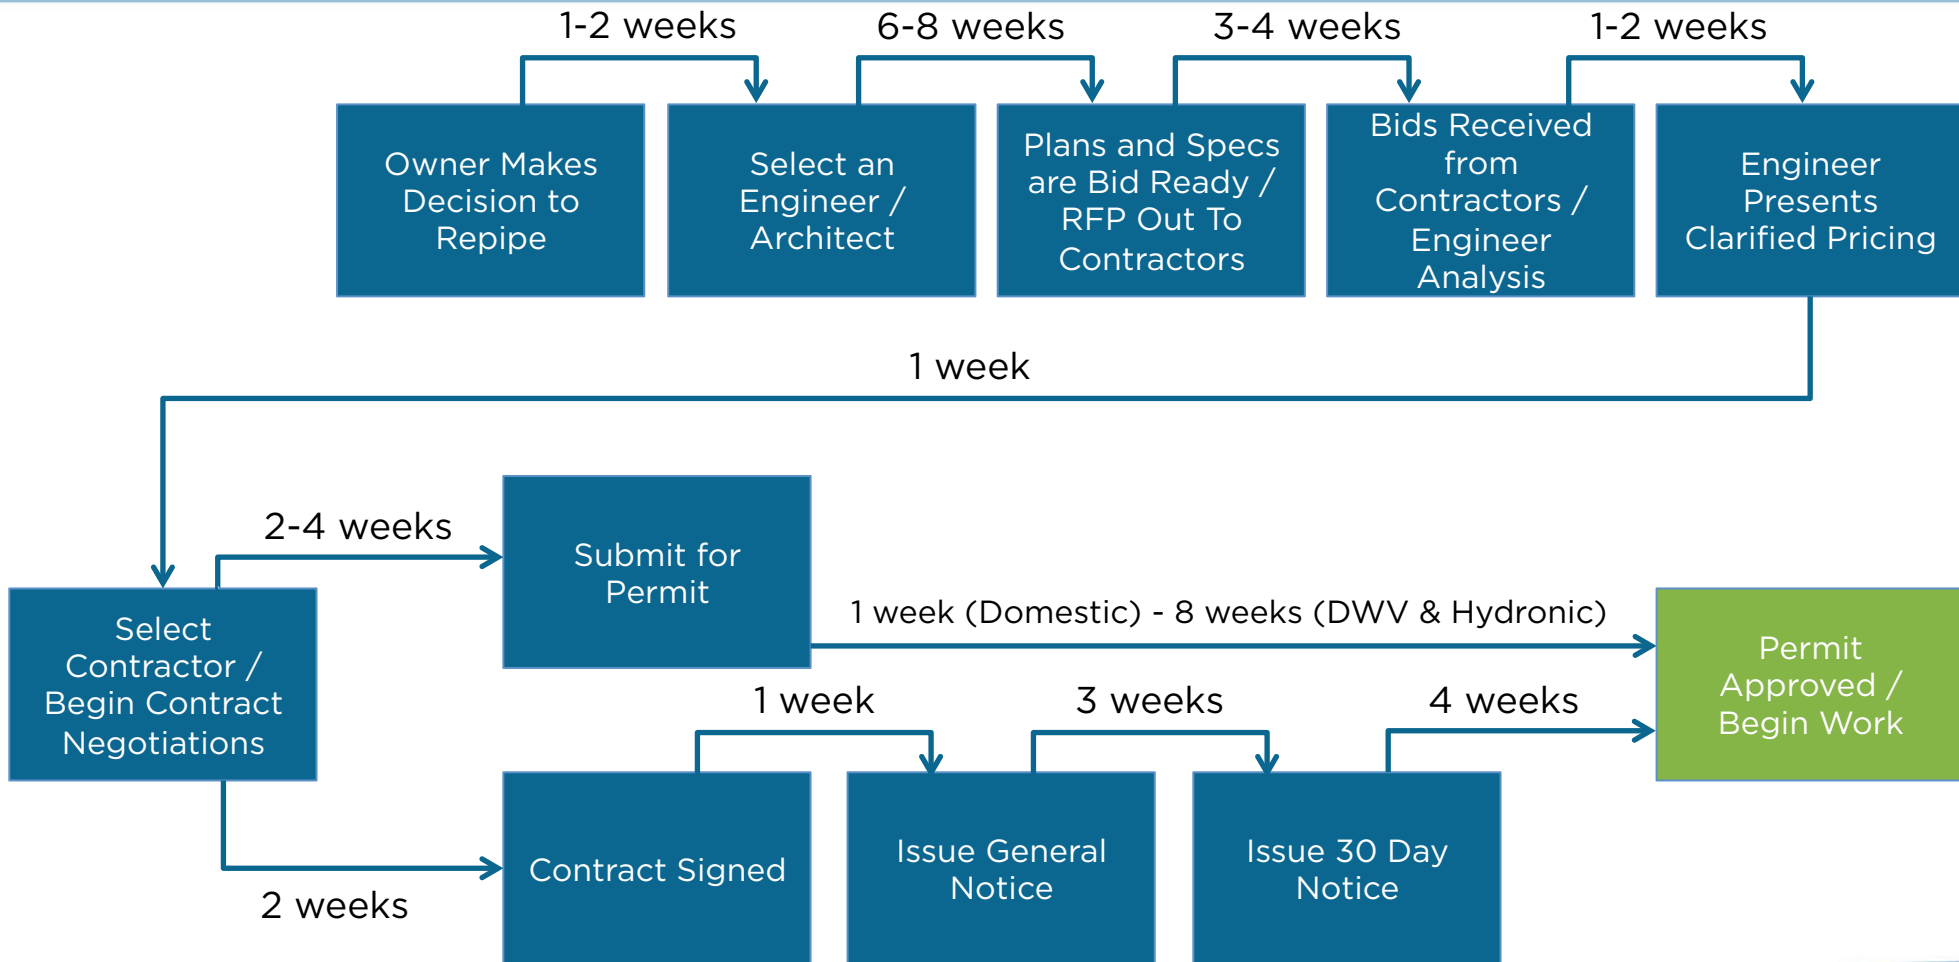 1-2 weeks
6-8 weeks
3-4 weeks
1-2 weeks
Owner Makes
Decision to
Repipe
Select an
Engineer /
Architect
Plans and Specs
are Bid Ready /
RFP Out To
Contractors
Bids Received
from
Contractors /
Engineer
Analysis
Engineer
Presents
Clarified Pricing
1 week
Select
Contractor /
Begin Contract
Negotiations
2-4 weeks
Submit for
Permit
1 week (Domestic) - 8 weeks (DWV & Hydronic)
Permit
Approved /
Begin Work
2 weeks
Contract Signed
1 week
Issue General
Notice
3 weeks
Issue 30 Day
Notice
4 weeks